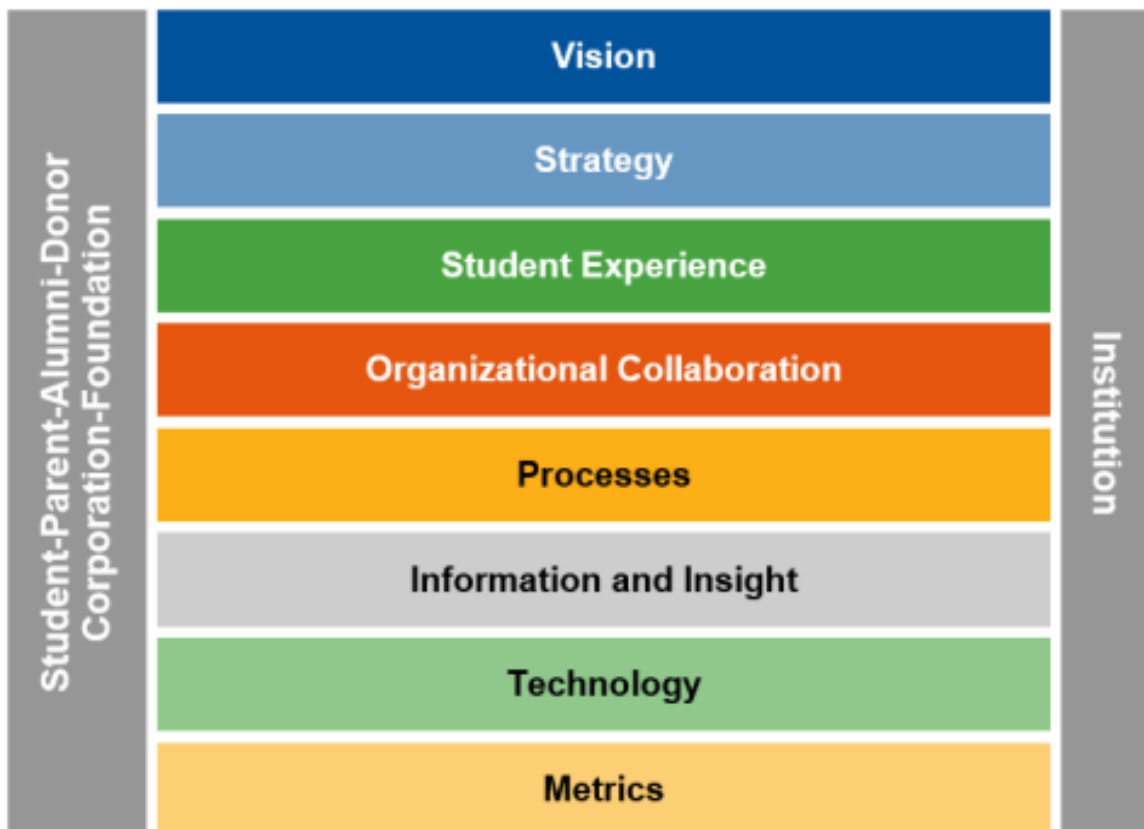 Student-Parent-Alumni-Donor
Corporation-Foundation
Vision
Strategy
Student Experience
Organizational Collaboration
Processes
Information and Insight
Technology
Metrics
Institution